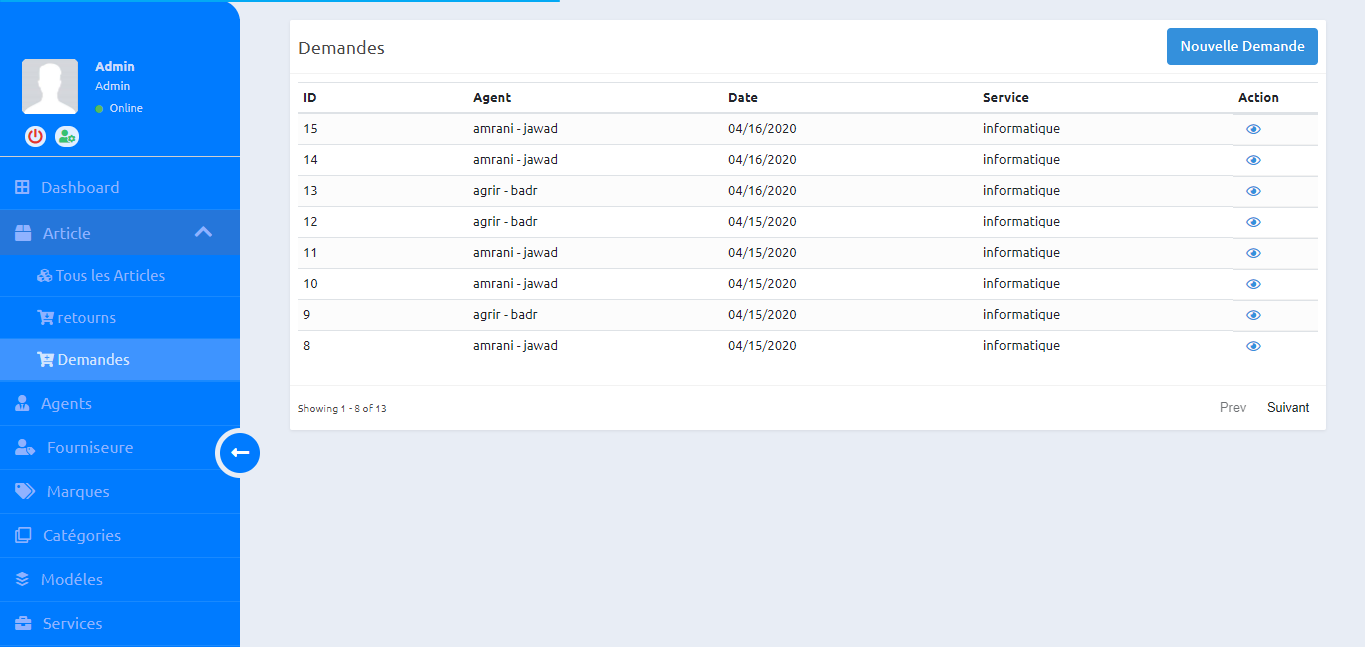 Admin
Admin
Online
Dashboard
Article
Tous les Articles
retourns
Demandes
Agents
Fourniseure
Marques
Catégories
Modéles
Services
Demandes
Nouvelle Demande
ID Agent Date Service Action
15 amrani - jawad 04/16/2020 informatique
14 amrani - jawad 04/16/2020 informatique
13 agrir - badr 04/16/2020 informatique
12 agrir - badr 04/15/2020 informatique
11 amrani - jawad 04/15/2020 informatique
10 amrani - jawad 04/15/2020 informatique
9 agrir - badr 04/15/2020 informatique
8 amrani - jawad 04/15/2020 informatique
Showing 1 - 8 of 13
Prev Suivant